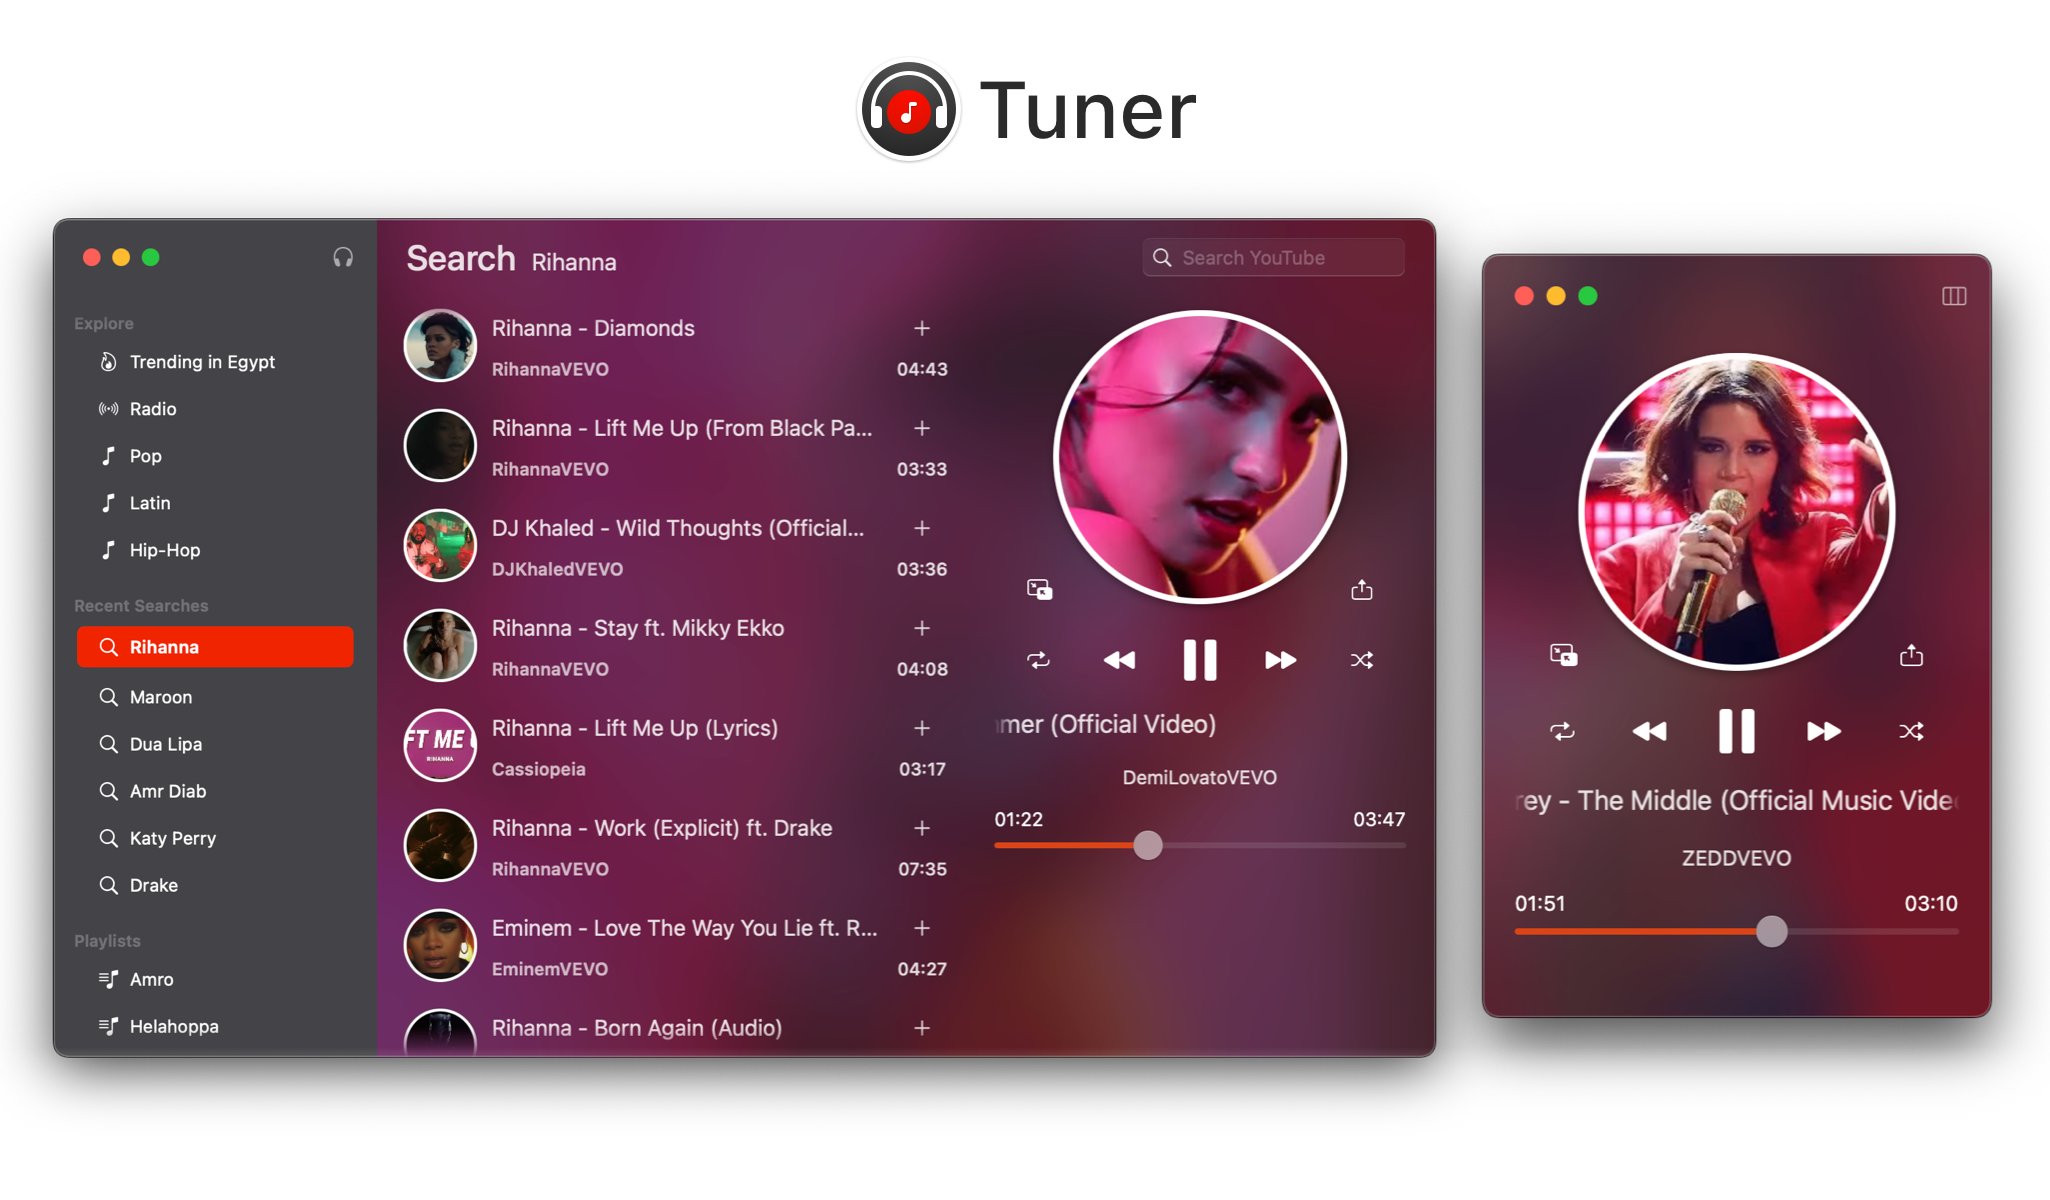 Tuner
Explore
Trending in Egypt
Radio
Pop
Latin
Hip-Hop
Recent Searches
Rihanna
Maroon
Dua Lipa
Amr Diab
Katy Perry
Drake
Playlists
Amro
Helahoppa
Search Rihanna
Search YouTube
Rihanna - Diamonds
RihannaVEVO 04:43
Rihanna - Lift Me Up (From Black Pa...
RihannaVEVO 03:33
DJ Khaled - Wild Thoughts (Official...
DJKhaledVEVO 03:36
Rihanna - Stay ft. Mikky Ekko
RihannaVEVO 04:08
FT ME
RIHANNA
Rihanna - Lift Me Up (Lyrics)
Cassiopeia 03:17
Rihanna - Work (Explicit) ft. Drake
RihannaVEVO 07:35
Eminem - Love The Way You Lie ft. R...
EminemVEVO 04:27
Rihanna - Born Again (Audio)
mer (Official Video)
DemiLovatoVEVO
01:22 03:47
rey - The Middle (Official Music Vide
ZEDDVEVO
01:51 03:10